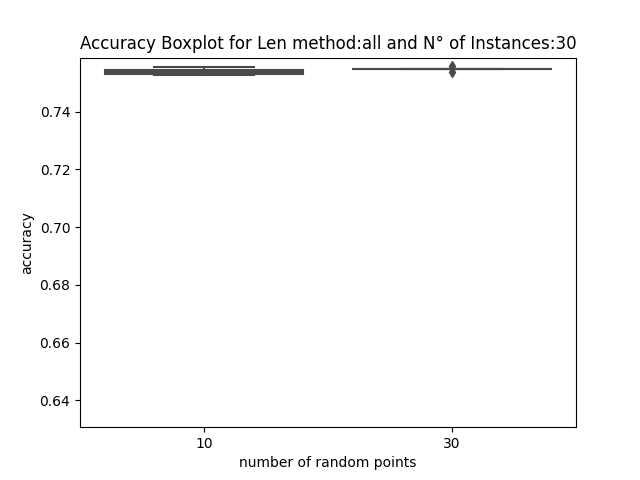 Accuracy Boxplot for Len method:all and N° of Instances:30
0.74
0.72
0.70
0.68
0.66
0.64
accuracy
10 30
number of random points